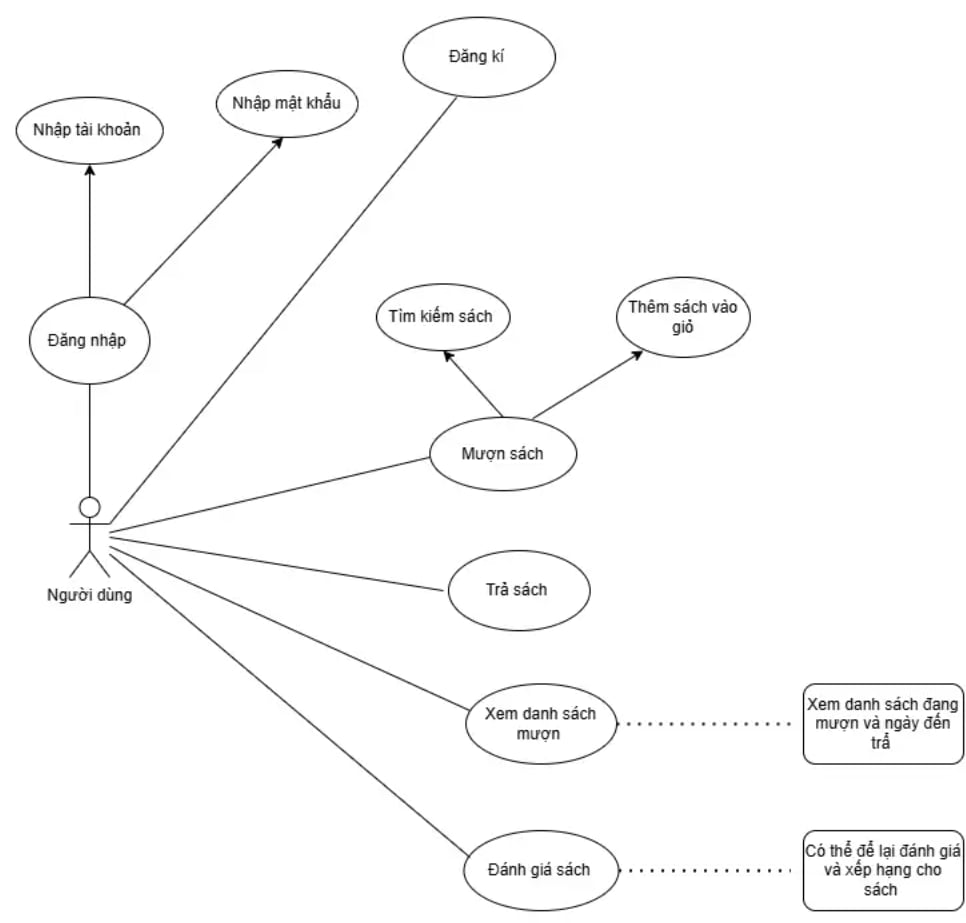 Đăng kí
Nhập mật khẩu
Nhập tài khoản
Tìm kiếm sách
Thêm sách vào
giỏ
Đăng nhập
Mượn sách
Trả sách
Người dùng
Xem danh sách
mượn
Xem danh sách đang
mượn và ngày đến
trể
Đánh giá sách
Có thể để lại đánh giá
và xếp hạng cho
sách